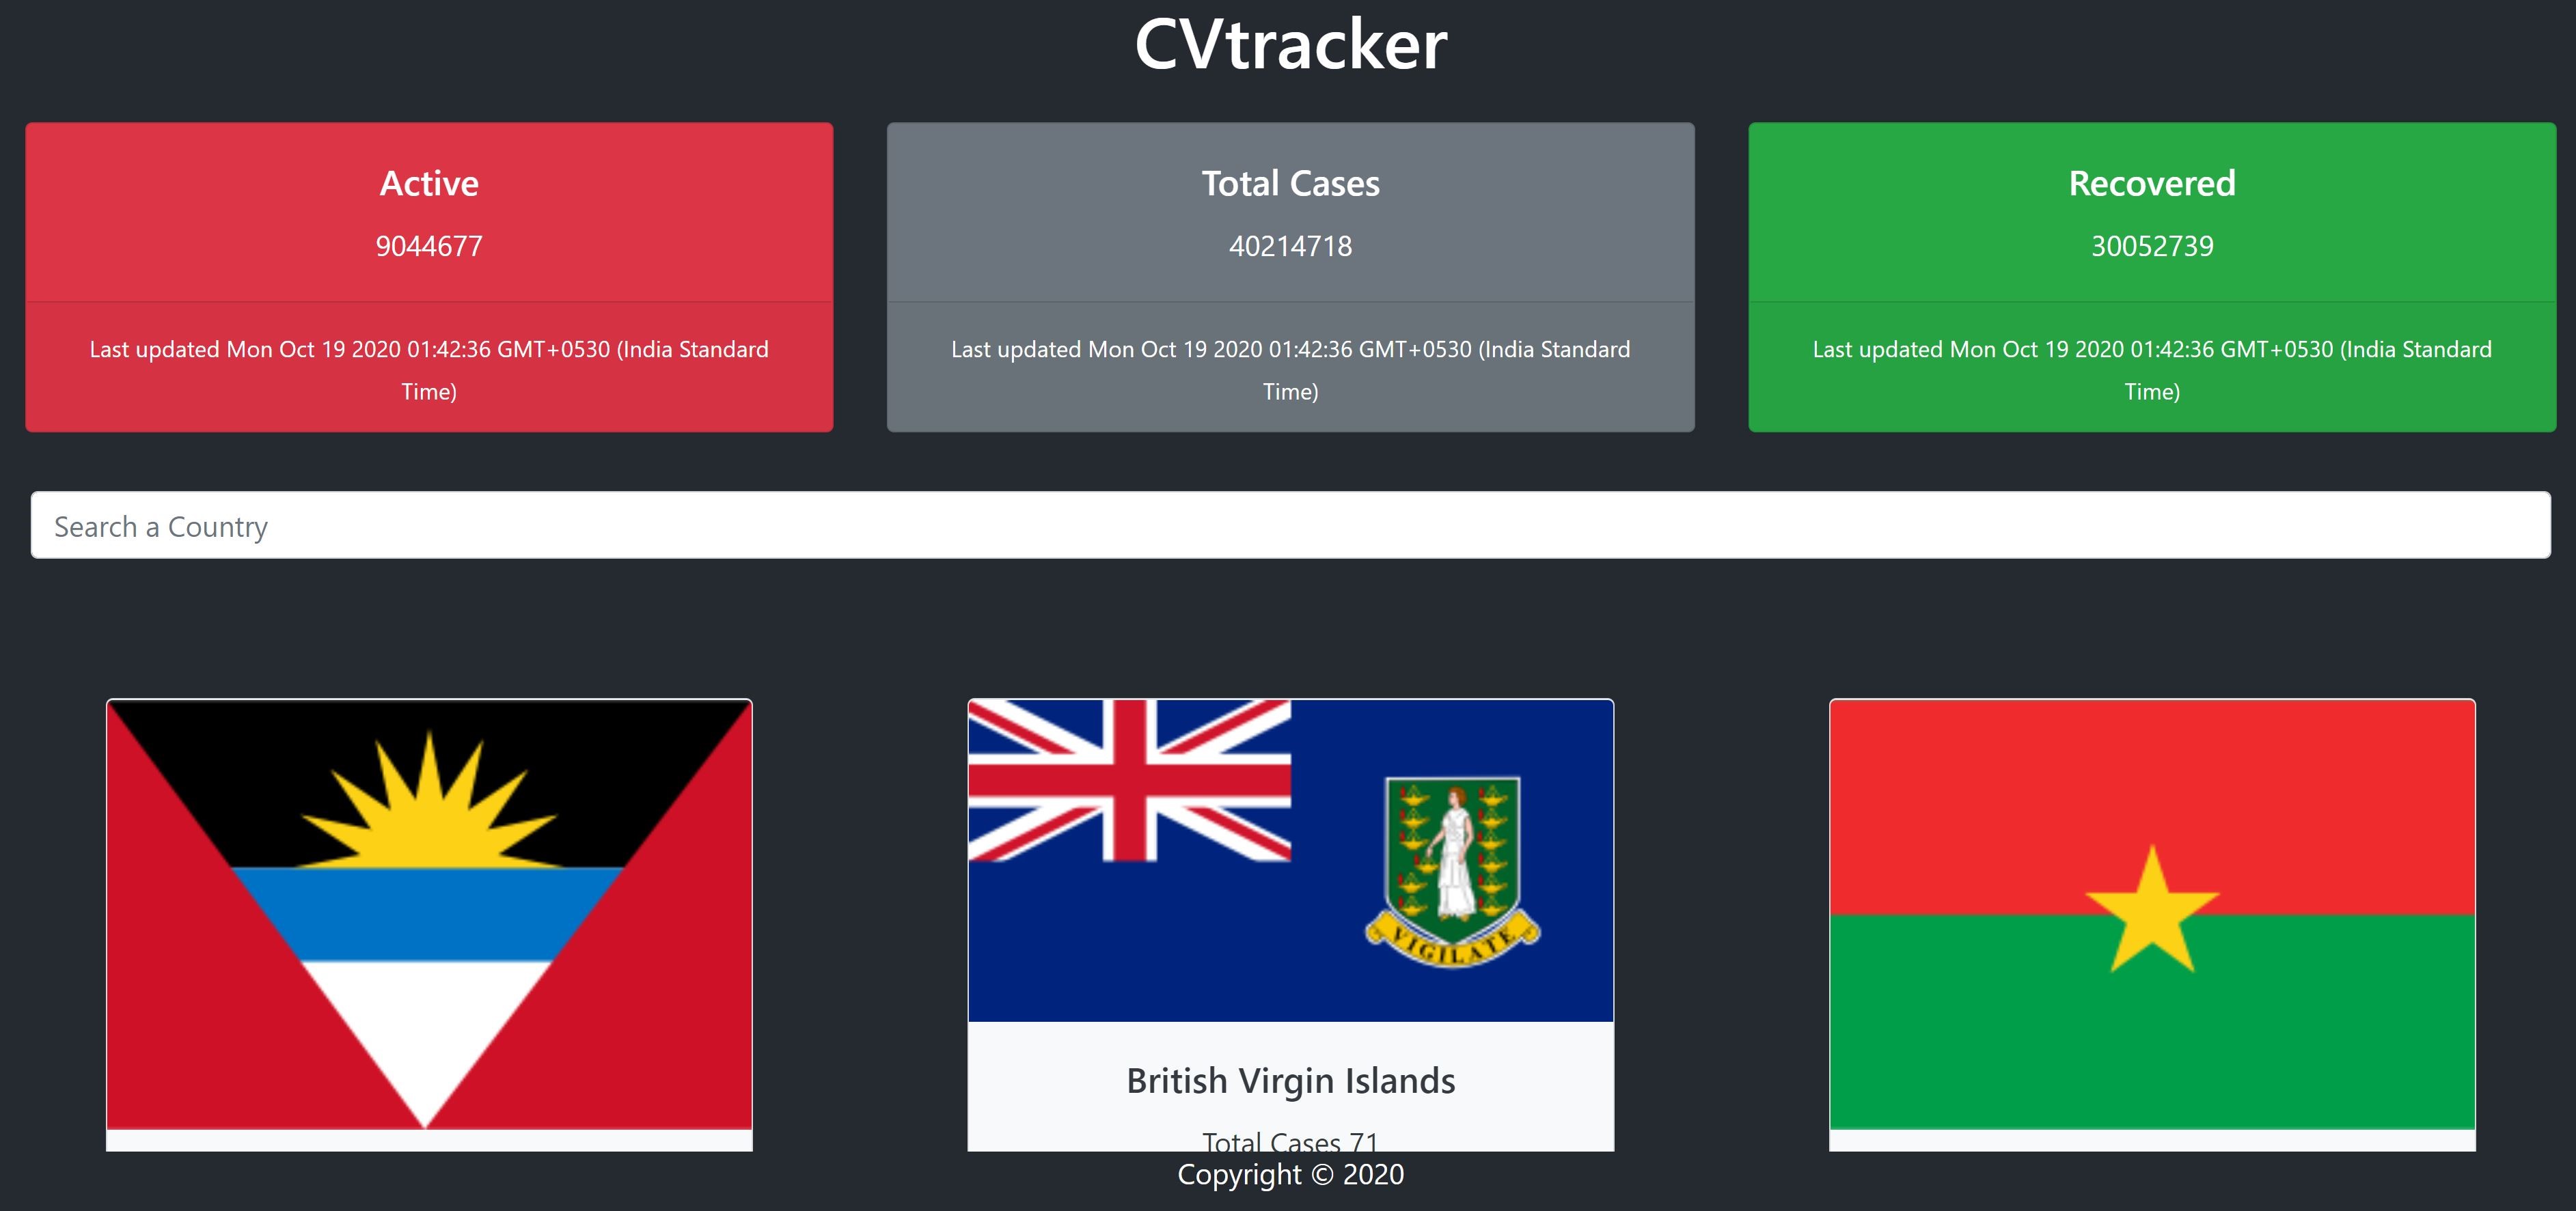 CVtracker
Active
9044677
Last updated Mon Oct 19 2020 01:42:36 GMT+0530 (India Standard
Time)
Total Cases
40214718
Last updated Mon Oct 19 2020 01:42:36 GMT+0530 (India Standard
Time)
Recovered
30052739
Last updated Mon Oct 19 2020 01:42:36 GMT+0530 (India Standard
Time)
Search a Country
VIGILATE
British Virgin Islands
Total Cases 71
Copyright © 2020